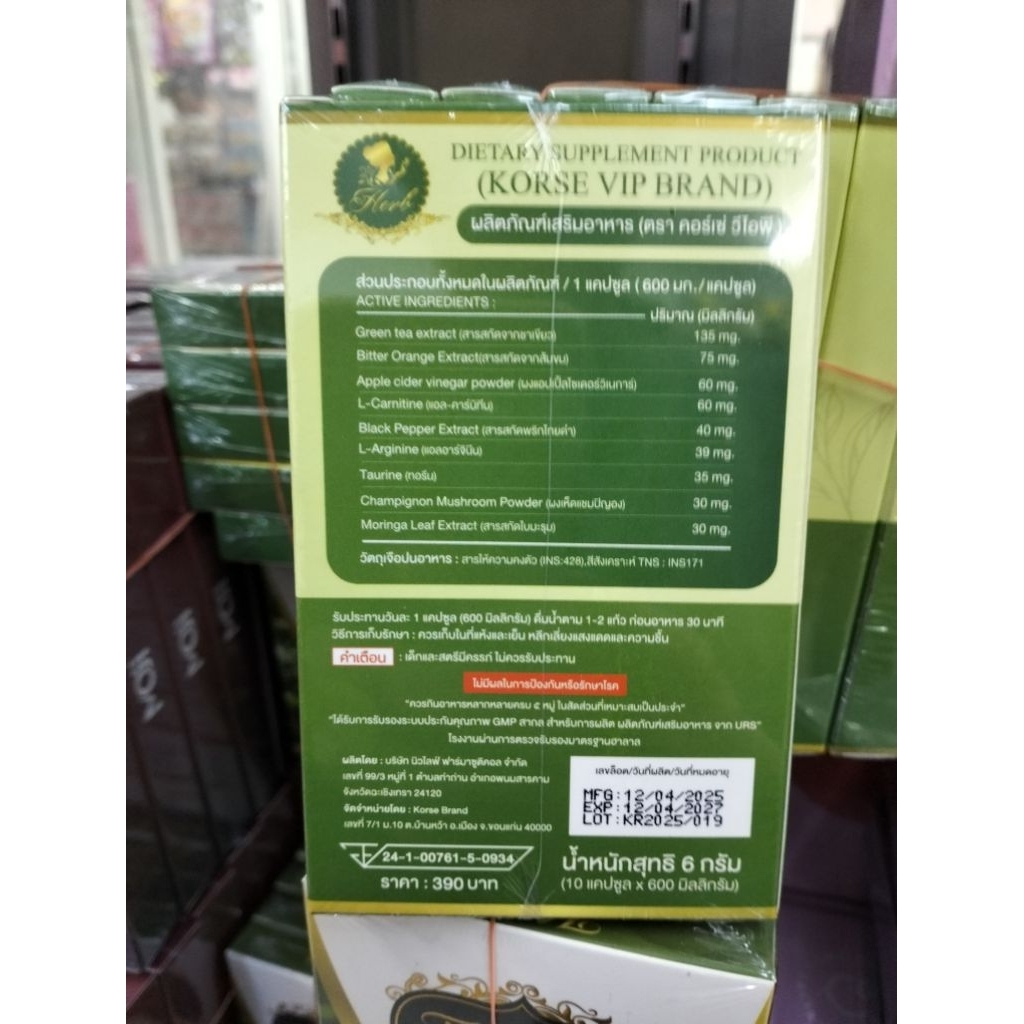 Herb
DIETARY SUPPLEMENT PRODUCT
(KORSE VIP BRAND)
ผลิตภัณฑ์เสริมอาหาร (ตรา คอร์เซ่ วีไอพี )
ส่วนประกอบทั้งหมดในผลิตภัณฑ์ / 1 แคปซูล ( 600 มก./แคปซูล)
ACTIVE INGREDIENTS :
ปริมาณ (มิลลิกรัม)
Green tea extract (สารสกัดจากชาเขียว) 135 mg.
Bitter Orange Extract(สารสกัดจากส้มขม) 75 mg.
Apple cider vinegar powder (ผงแอปเปิ้ลไซเดอร์วิเนการ์) 60 mg.
L-Carnitine (แอล-คาร์นิทีน) 60 mg.
Black Pepper Extract (สารสกัดพริกไทยดำ) 40 mg.
L-Arginine (แอลอาร์จินีน) 39 mg.
Taurine (ทอรีน) 35 mg.
Champignon Mushroom Powder (ผงเห็ดแชมปิญอง) 30 mg.
Moringa Leaf Extract (สารสกัดใบมะรุม) 30 mg.
วัตถุเจือปนอาหาร : สารให้ความคงตัว (INS:428),สีสังเคราะห์ TNS : INS171
รับประทานวันละ 1 แคปซูล (600 มิลลิกรัม) ดื่มน้ำตาม 1-2 แก้ว ก่อนอาหาร 30 นาที
วิธีการเก็บรักษา : ควรเก็บในที่แห้งและเย็น หลีกเลี่ยงแสงแดดและความชื้น
คำเตือน : เด็กและสตรีมีครรภ์ ไม่ควรรับประทาน
ไม่มีผลในการป้องกันหรือรักษาโรค
"ควรกินอาหารหลากหลายครบ ๕ หมู่ ในสัดส่วนที่เหมาะสมเป็นประจำ"
"ได้รับการรับรองระบบประกันคุณภาพ GMP สากล สำหรับการผลิต ผลิตภัณฑ์เสริมอาหาร จาก URS"
โรงงานผ่านการตรวจรับรองมาตรฐานฮาลาล
ผลิตโดย : บริษัท นิวไลฟ์ ฟาร์มาซูติคอล จำกัด
เลขที่ 99/3 หมู่ที่ 1 ตำบลท่าถ่าน อำเภอพนมสารคาม
จังหวัดฉะเชิงเทรา 24120
จัดจำหน่ายโดย : Korse Brand
เลขที่ 7/1 ม.10 ต.บ้านหว้า อ.เมือง จ.ขอนแก่น 40000
เลขล็อต/วันที่ผลิต/วันที่หมดอายุ
MFG:12/04/2025
EXP:12/04/2027
LOT:KR2025/019
24-1-00761-5-0934
ราคา : 390 บาท
น้ำหนักสุทธิ 6 กรัม
(10 แคปซูล x 600 มิลลิกรัม)